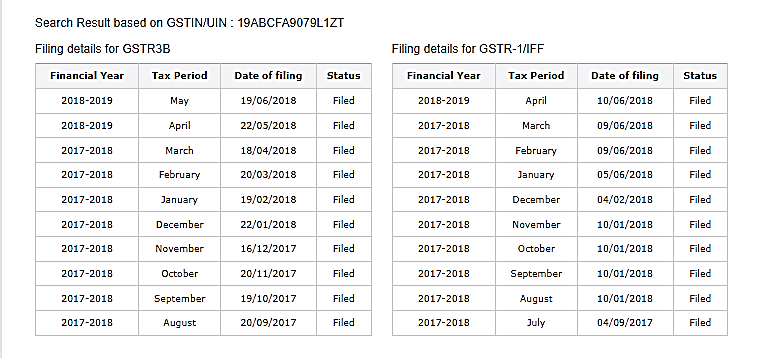 Search Result based on GSTIN/UIN : 19ABCFA9079L1ZT
Filing details for GSTR3B
Financial Year Tax Period Date of filing Status
2018-2019 May 19/06/2018 Filed
2018-2019 April 22/05/2018 Filed
2017-2018 March 18/04/2018 Filed
2017-2018 February 20/03/2018 Filed
2017-2018 January 19/02/2018 Filed
2017-2018 December 22/01/2018 Filed
2017-2018 November 16/12/2017 Filed
2017-2018 October 20/11/2017 Filed
2017-2018 September 19/10/2017 Filed
2017-2018 August 20/09/2017 Filed
Filing details for GSTR-1/IFF
Financial Year Tax Period Date of filing Status
2018-2019 April 10/06/2018 Filed
2017-2018 March 09/06/2018 Filed
2017-2018 February 09/06/2018 Filed
2017-2018 January 05/06/2018 Filed
2017-2018 December 04/02/2018 Filed
2017-2018 November 10/01/2018 Filed
2017-2018 October 10/01/2018 Filed
2017-2018 September 10/01/2018 Filed
2017-2018 August 10/01/2018 Filed
2017-2018 July 04/09/2017 Filed